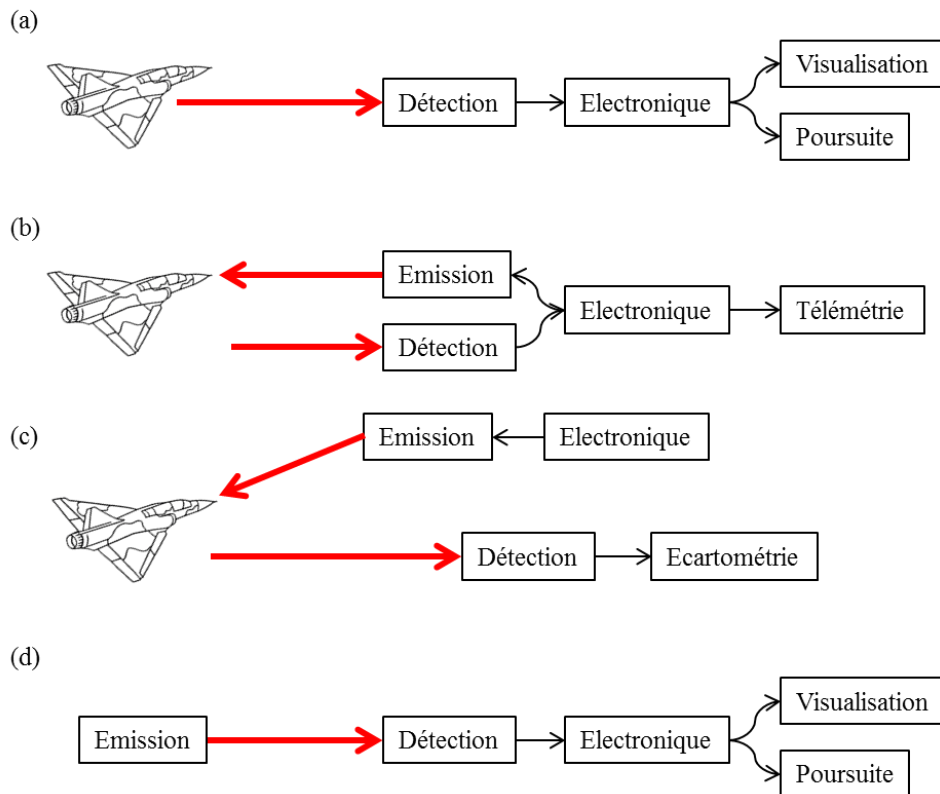 (a)
Visualisation
Détection
Electronique
Poursuite
(b)
Emission
Electronique
Télémétrie
Détection
(c)
Emission
Electronique
Détection
Ecartométrie
(d)
Visualisation
Emission
Détection
Electronique
Poursuite